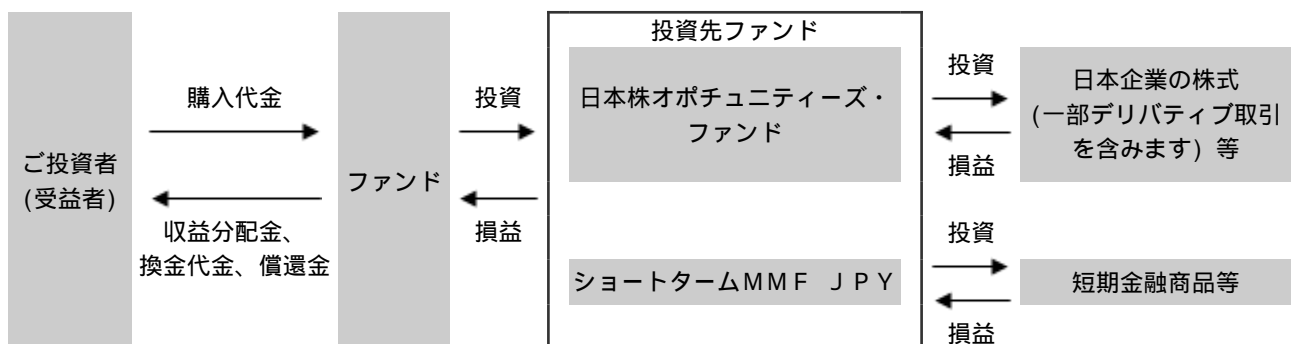 ご投資者
(受益者)
購入代金
収益分配金、
換金代金、償還金
ファンド
投資
損益
投資先ファンド
日本株オポチュニティーズ・
ファンド
ショートタームMMF JPY
投資
損益
日本企業の株式
(一部デリバティブ取引
を含みます) 等
投資
損益
短期金融商品等